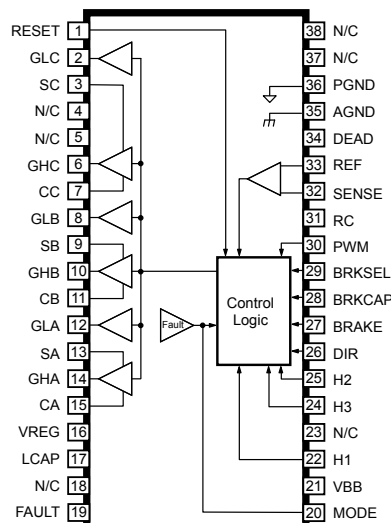 RESET 1
GLC 2
SC 3
N/C 4
N/C 5
GHC 6
CC 7
GLB 8
SB 9
GHB 10
CB 11
GLA 12
SA 13
GHA 14
CA 15
VREG 16
LCAP 17
N/C 18
FAULT 19
Fault
Control
Logic
38 N/C
37 N/C
36 PGND
35 AGND
34 DEAD
33 REF
32 SENSE
31 RC
30 PWM
29 BRKSEL
28 BRKCAP
27 BRAKE
26 DIR
25 H2
24 H3
23 N/C
22 H1
21 VBB
20 MODE